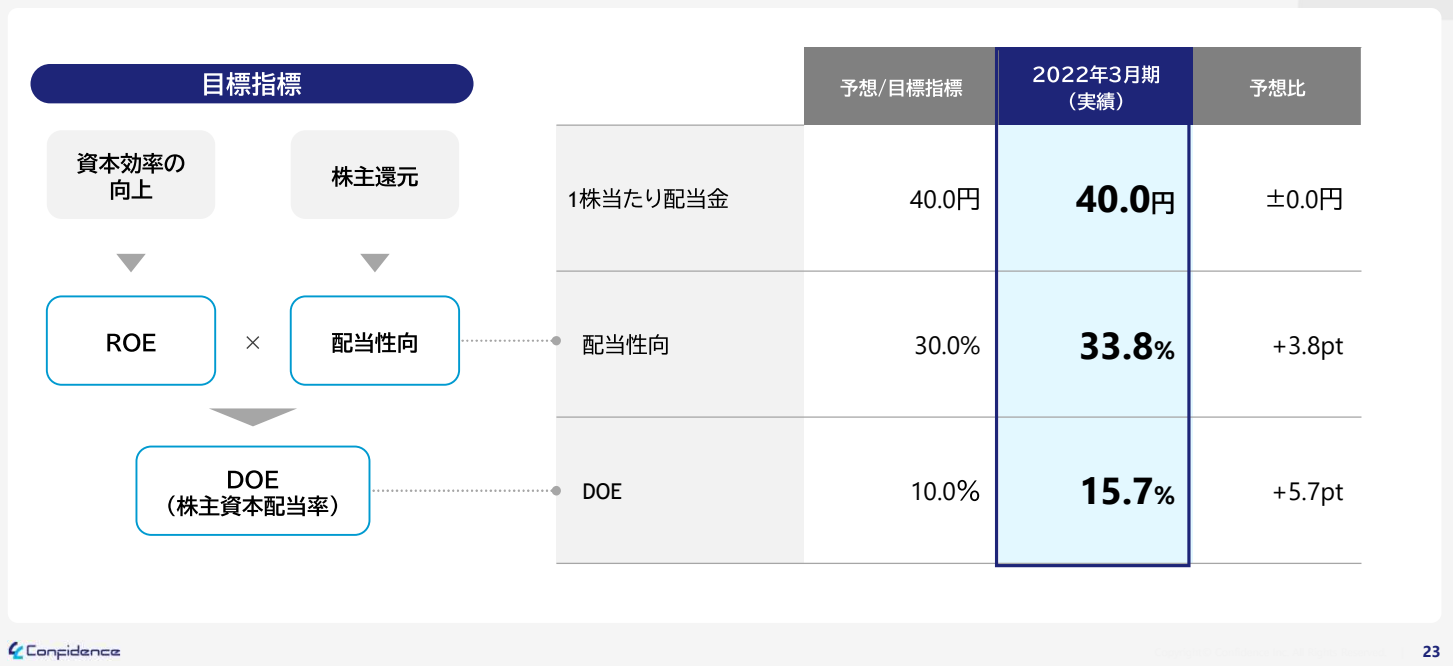 目標指標
資本効率の
向上
株主還元
ROE
×
配当性向
DOE
(株主資本配当率)
予想/目標指標
2022年3月期
(実績)
予想比
1株当たり配当金
40.0円
40.0円
±0.0円
配当性向
30.0%
33.8%
+3.8pt
DOE
10.0%
15.7%
+5.7pt
Confidence
23